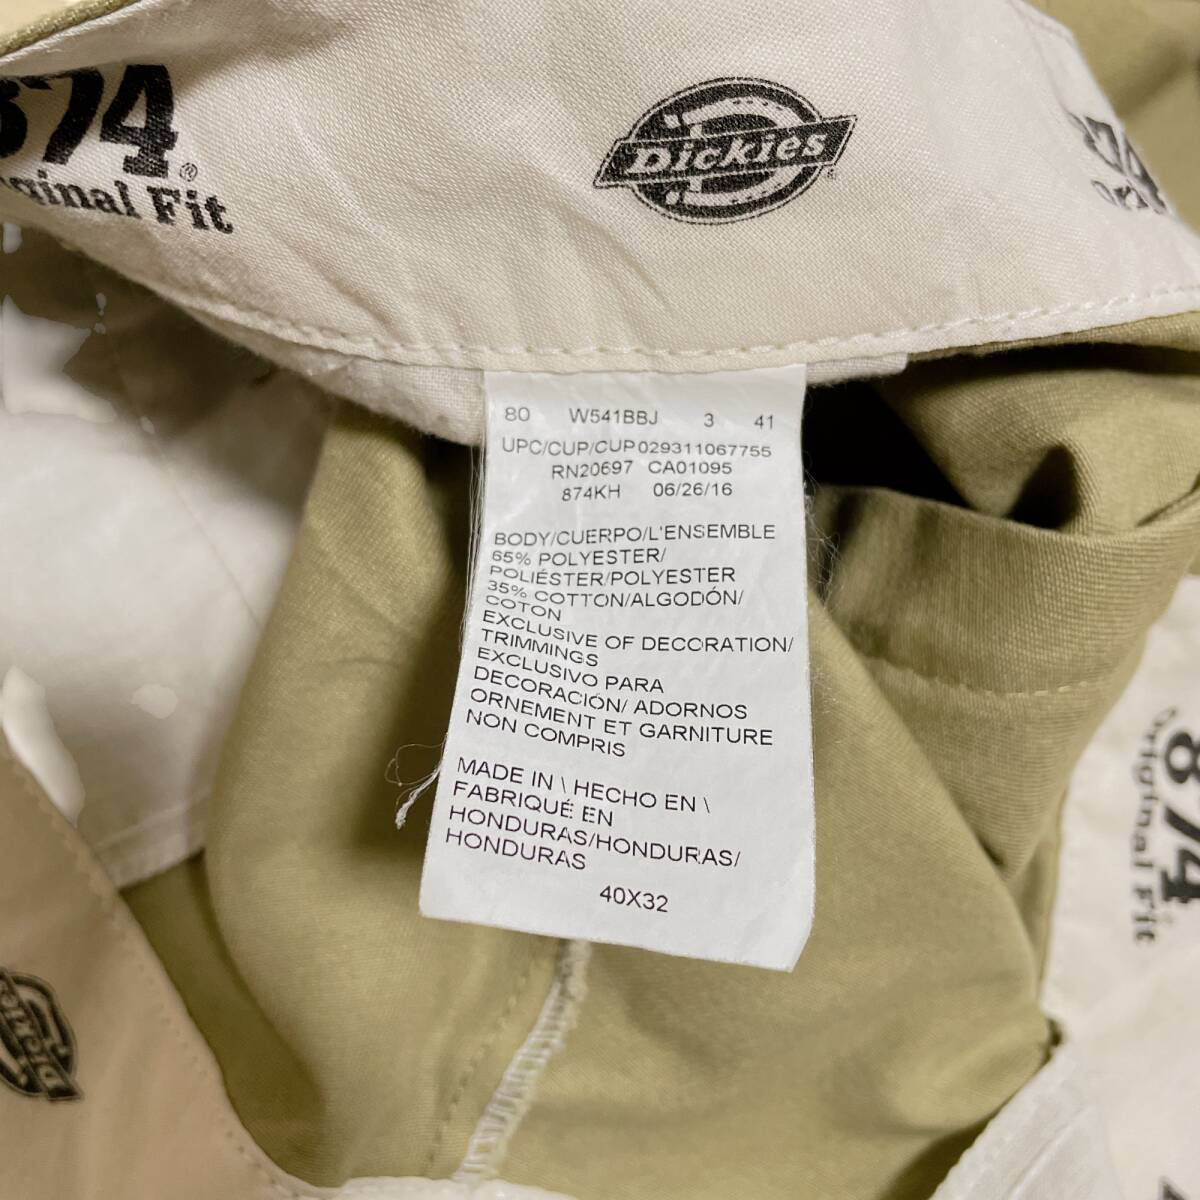 874®
Original Fit
Dickies®
874
80 W541BBJ 3 41
UPC/CUP/CUP029311067755
RN20697 CA01095
874KH 06/26/16
BODY/CUERPO/L'ENSEMBLE
65% POLYESTER/
POLIÉSTER/POLYESTER
35% COTTON/ALGODÓN/
COTON
EXCLUSIVE OF DECORATION/
TRIMMINGS
EXCLUSIVO PARA
DECORACIÓN/ ADORNOS
ORNEMENT ET GARNITURE
NON COMPRIS
MADE IN \ HECHO EN \
FABRIQUÉ EN
HONDURAS/HONDURAS/
HONDURAS
40X32
874
Original Fit
Dickies